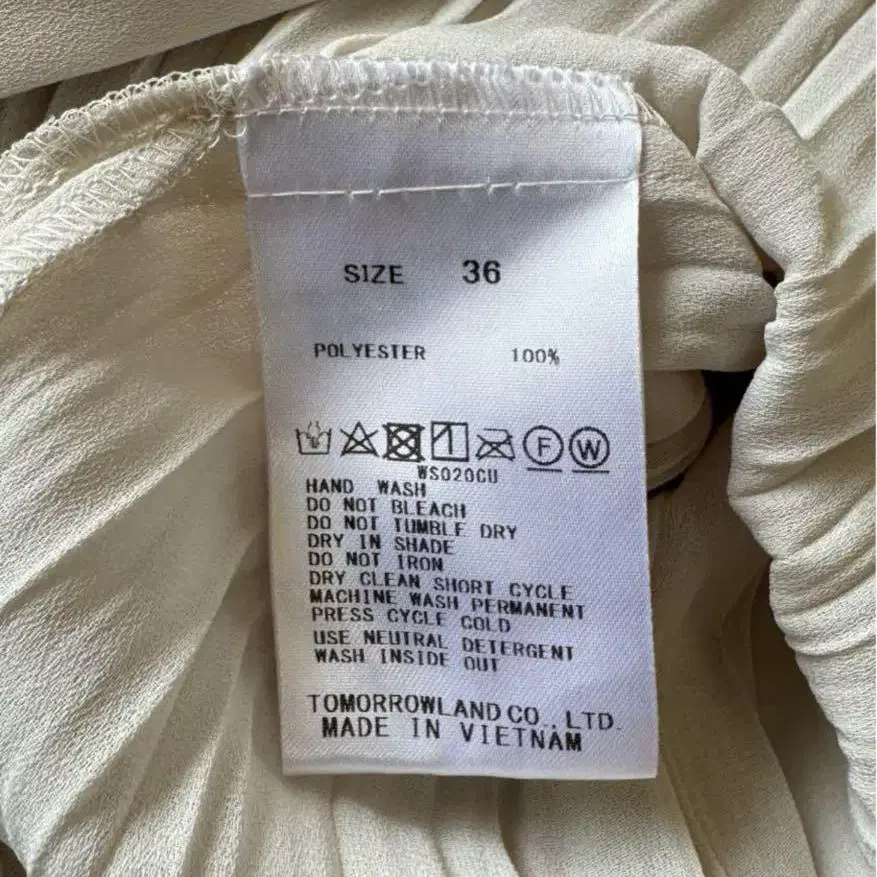 SIZE 36
POLYESTER 100%
F W
WS020CU
HAND WASH
DO NOT BLEACH
DO NOT TUMBLE DRY
DRY IN SHADE
DO NOT IRON
DRY CLEAN SHORT CYCLE
MACHINE WASH PERMANENT
PRESS CYCLE COLD
USE NEUTRAL DETERGENT
WASH INSIDE OUT
TOMORROWLAND CO., LTD.
MADE IN VIETNAM